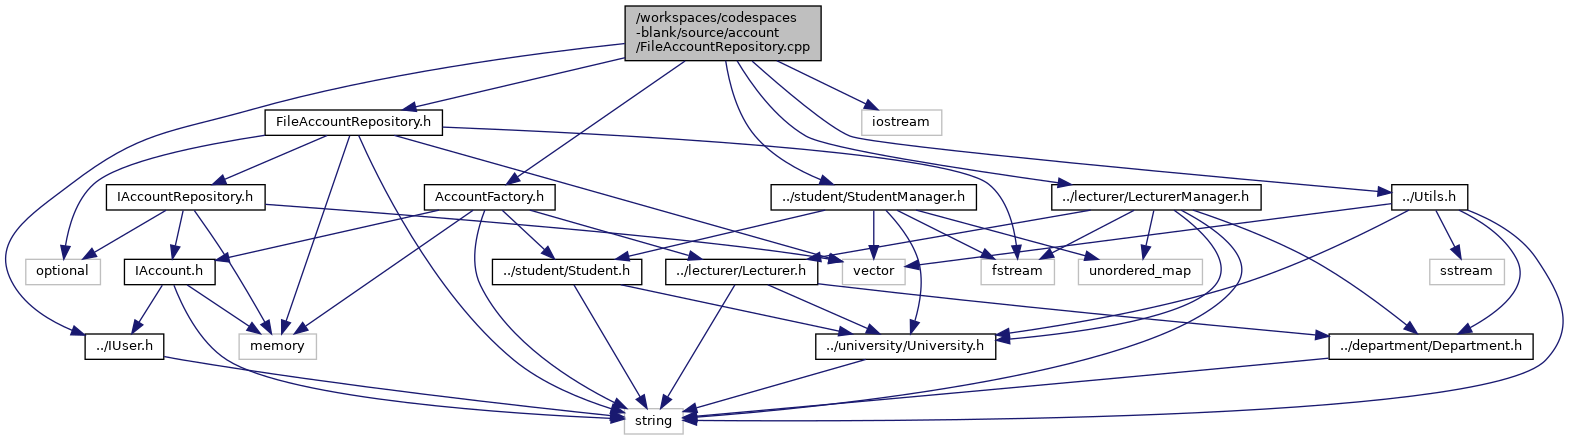 /workspaces/codespaces
-blank/source/account
/FileAccountRepository.cpp
FileAccountRepository.h
iostream
IAccountRepository.h
AccountFactory.h
../student/StudentManager.h
../lecturer/LecturerManager.h
../Utils.h
optional
IAccount.h
../student/Student.h
../lecturer/Lecturer.h
vector
fstream
unordered_map
sstream
../IUser.h
memory
../university/University.h
../department/Department.h
string